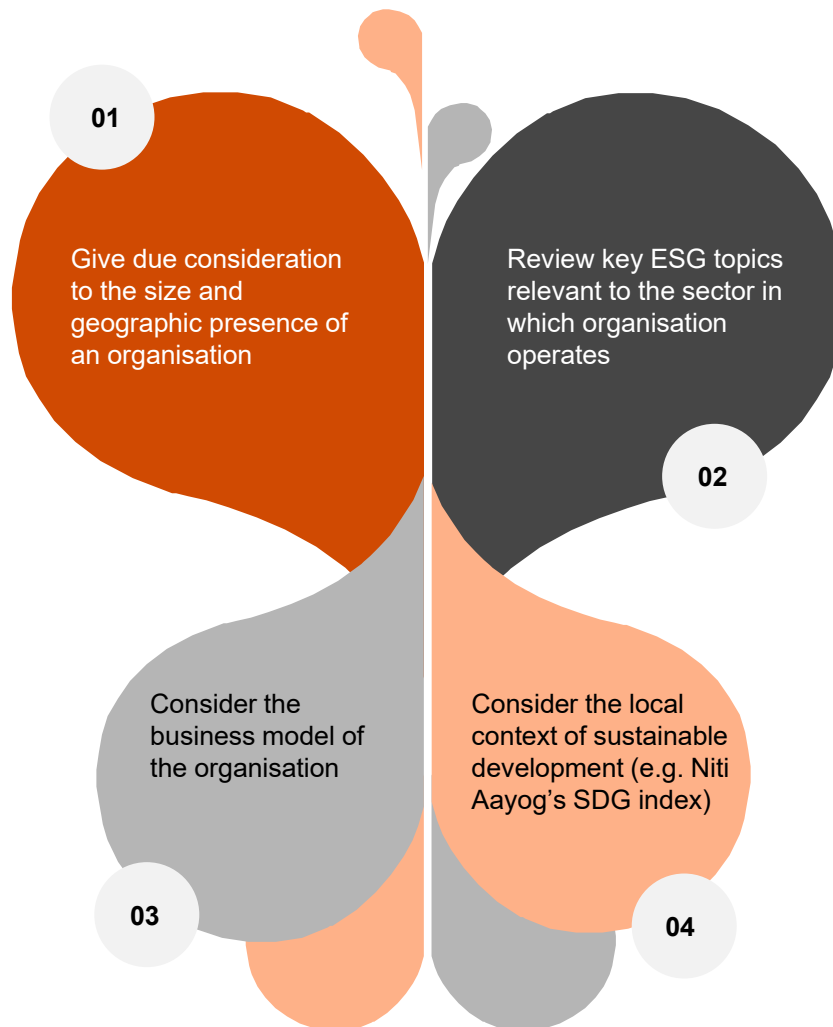 01
Give due consideration
to the size and
geographic presence of
an organisation
Review key ESG topics
relevant to the sector in
which organisation
operates
02
Consider the
business model of
the organisation
03
Consider the local
context of sustainable
development (e.g. Niti
Aayog’s SDG index)
04